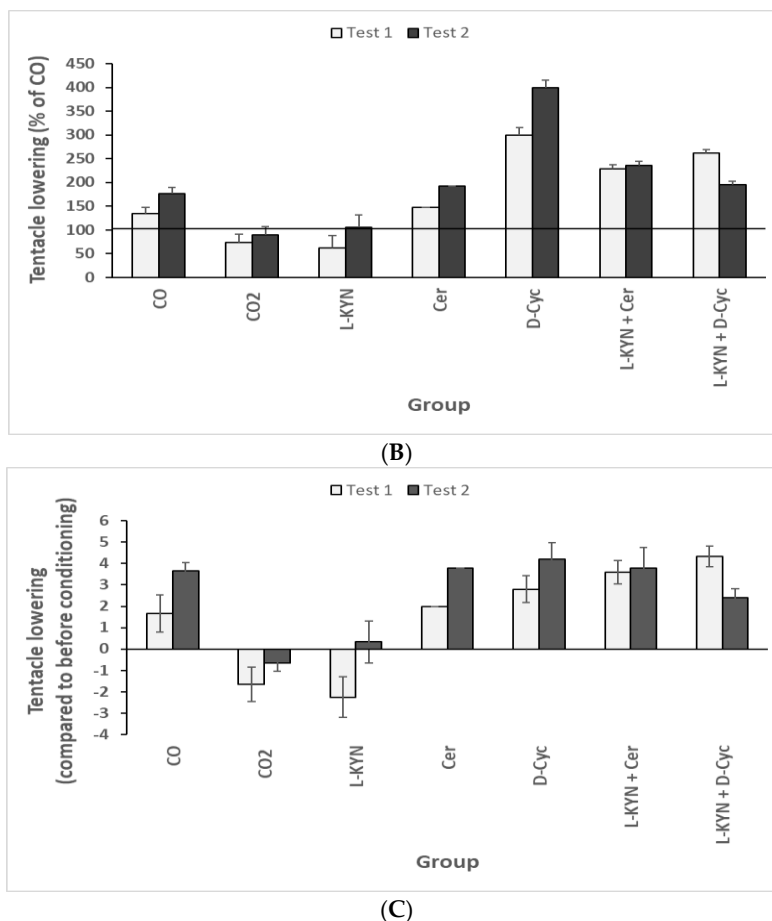 Test 1 Test 2
Tentacle lowering (% of CO)
450
400
350
300
250
200
150
100
50
0
CO
CO2
L-KYN
Cer
D-Cyc
L-KYN + Cer
L-KYN + D-Cyc
Group
(B)
Test 1 Test 2
Tentacle lowering
(compared to before conditioning)
6
5
4
3
2
1
0
-1
-2
-3
-4
CO
CO2
L-KYN
Cer
D-Cyc
L-KYN + Cer
L-KYN + D-Cyc
Group
(C)